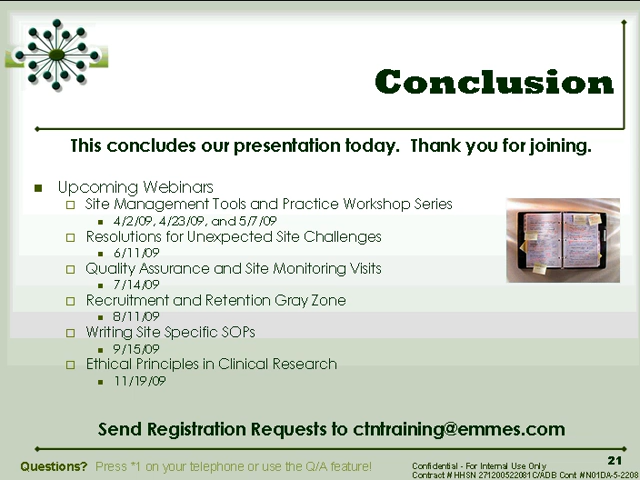 Conclusion
This concludes our presentation today. Thank you for joining.
Upcoming Webinars
Site Management Tools and Practice Workshop Series
4/2/09, 4/23/09, and 5/7/09
Resolutions for Unexpected Site Challenges
6/11/09
Quality Assurance and Site Monitoring Visits
7/14/09
Recruitment and Retention Gray Zone
8/11/09
Writing Site Specific SOPs
9/15/09
Ethical Principles in Clinical Research
11/19/09
Send Registration Requests to ctntraining@emmes.com
21
Questions? Press *1 on your telephone or use the Q/A feature!
Confidential - For Internal Use Only
Contract # HHSN 271200522081C/ADB Cont #N01DA-5-2208